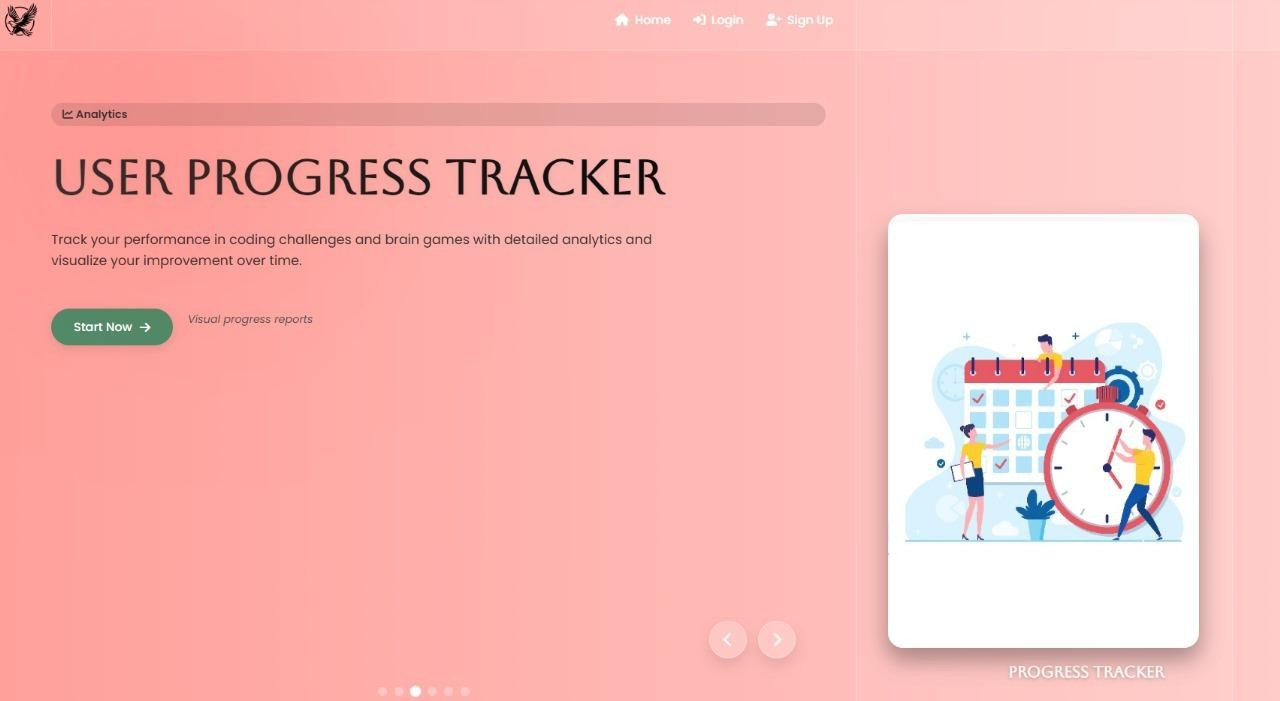 Home Login Sign Up
Analytics
USER PROGRESS TRACKER
Track your performance in coding challenges and brain games with detailed analytics and
visualize your improvement over time.
Start Now
Visual progress reports
PROGRESS TRACKER